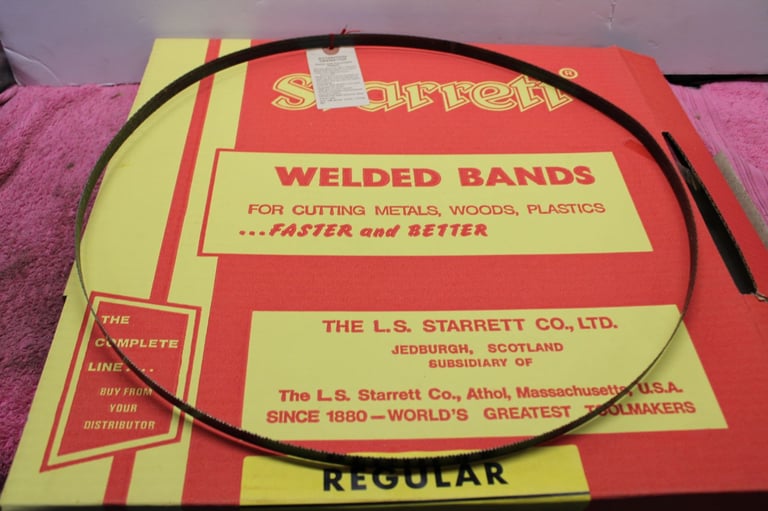 Starrett®
WELDED BANDS
FOR CUTTING METALS, WOODS, PLASTICS
...FASTER and BETTER
THE
COMPLETE
LINE....
BUY FROM
YOUR
DISTRIBUTOR
THE L.S. STARRETT CO., LTD.
JEDBURGH, SCOTLAND
SUBSIDIARY OF
The L.S. Starrett Co., Athol, Massachusetts, U.S.A.
SINCE 1880—WORLD'S GREATEST TOOLMAKERS
REGULAR